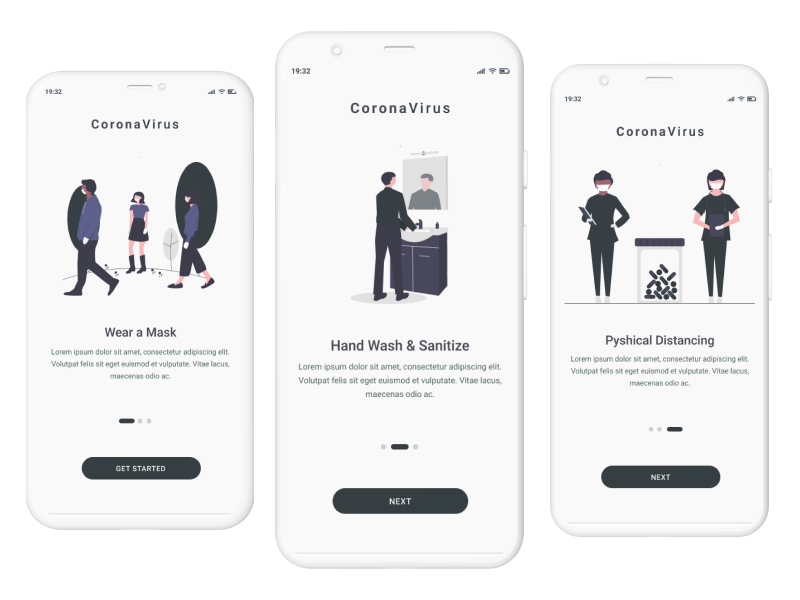 19:32
CoronaVirus
Wear a Mask
Lorem ipsum dolor sit amet, consectetur adipiscing elit.
Volutpat felis sit eget euismod et vulputate. Vitae lacus,
maecenas odio ac.
GET STARTED
19:32
CoronaVirus
Hand Wash & Sanitize
Lorem ipsum dolor sit amet, consectetur adipiscing elit.
Volutpat felis sit eget euismod et vulputate. Vitae lacus,
maecenas odio ac.
NEXT
19:32
CoronaVirus
Pyshical Distancing
Lorem ipsum dolor sit amet, consectetur adipiscing elit.
Volutpat felis sit eget euismod et vulputate. Vitae lacus,
maecenas odio ac.
NEXT